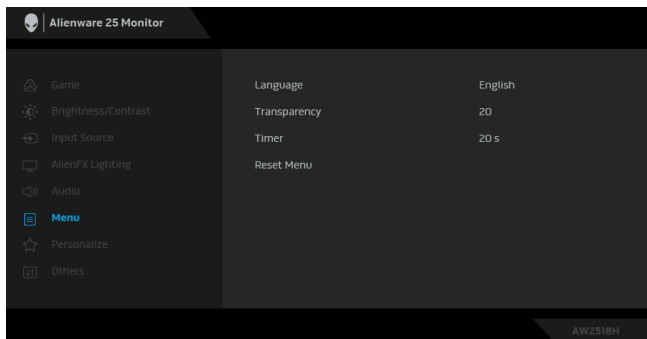 Alienware 25 Monitor
Game
Language English
Brightness/Contrast
Transparency 20
Input Source
Timer 20 s
AlienFX Lighting
Reset Menu
Audio
Menu
Personalize
Others
AW2518H